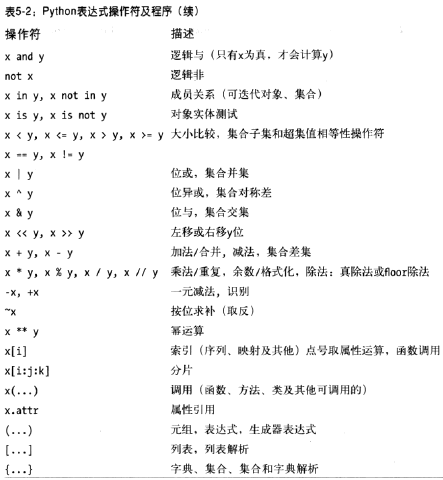 表5-2：Python表达式操作符及程序（续）
操作符 描述
x and y 逻辑与（只有x为真，才会计算y）
not x 逻辑非
x in y, x not in y 成员关系（可迭代对象、集合）
x is y, x is not y 对象实体测试
x < y, x <= y, x > y, x >= y 大小比较，集合子集和超集值相等性操作符
x == y, x != y
x | y 位或，集合并集
x ^ y 位异或，集合对称差
x & y 位与，集合交集
x << y, x >> y 左移或右移y位
x + y, x - y 加法/合并，减法，集合差集
x * y, x % y, x / y, x // y 乘法/重复，余数/格式化，除法：真除法或floor除法
-x, +x 一元减法，识别
~x 按位求补（取反）
x ** y 幂运算
x[i] 索引（序列、映射及其他）点号取属性运算，函数调用
x[i:j:k] 分片
x(...) 调用（函数、方法、类及其他可调用的）
x.attr 属性引用
(...) 元组，表达式，生成器表达式
[...] 列表，列表解析
{...} 字典、集合、集合和字典解析